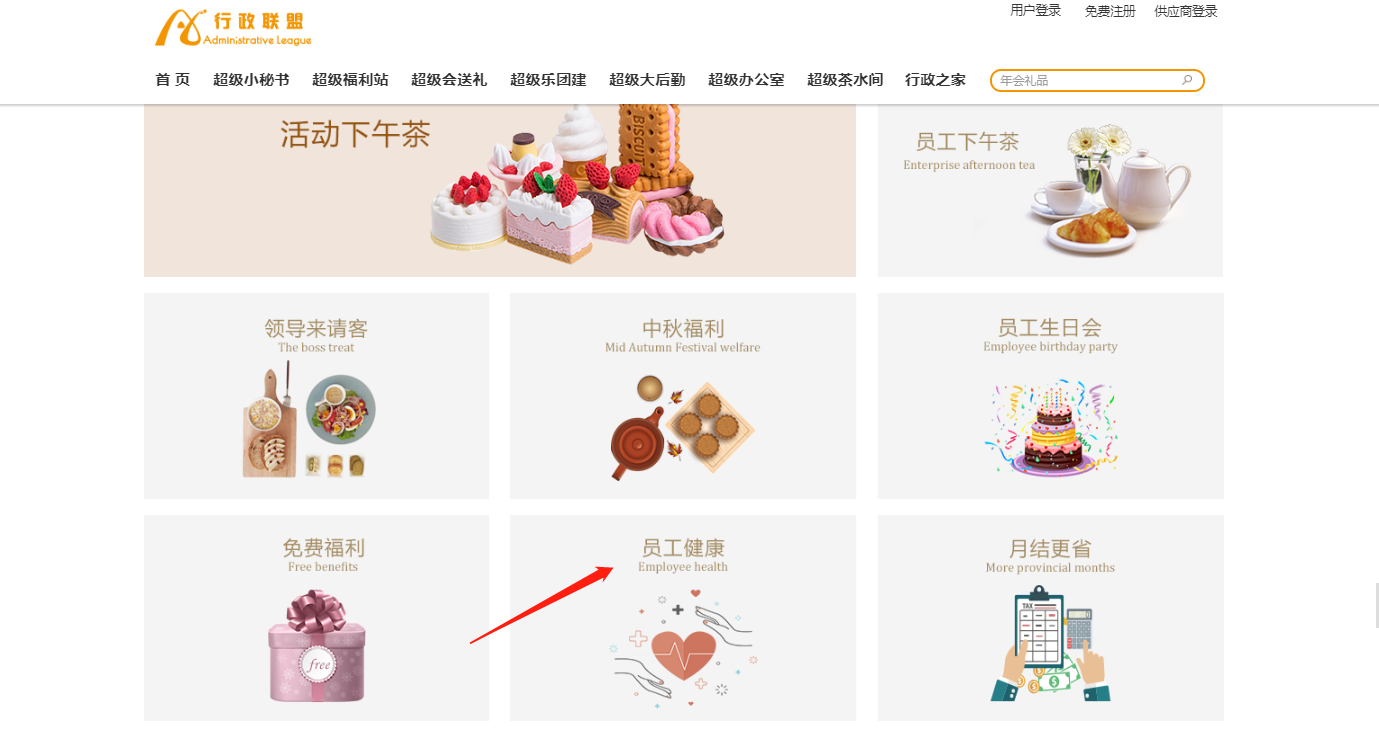 行政联盟
Administrative League
用户登录
免费注册
供应商登录
首 页
超级小秘书
超级福利站
超级会送礼
超级乐团建
超级大后勤
超级办公室
超级茶水间
行政之家
年会礼品
活动下午茶
BISCUIT
员工下午茶
Enterprise afternoon tea
领导来请客
The boss treat
中秋福利
Mid Autumn Festival welfare
员工生日会
Employee birthday party
免费福利
Free benefits
free
员工健康
Employee health
月结更省
More provincial months
TAX